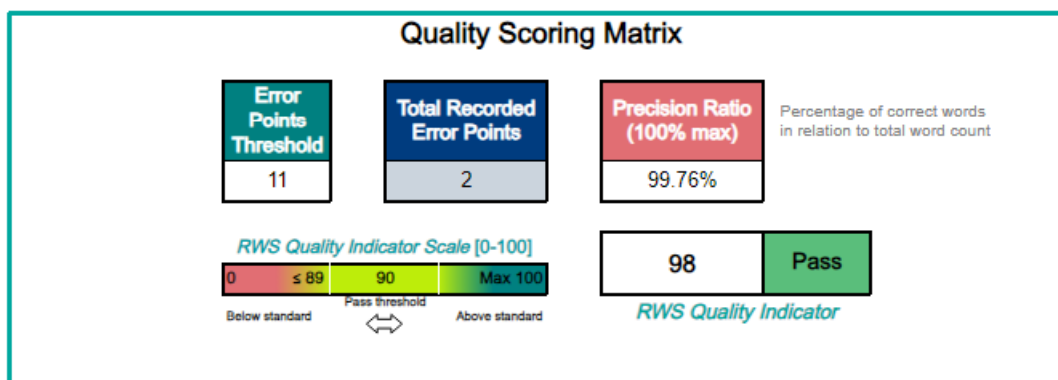 Quality Scoring Matrix
Error
Points
Threshold
11
Total Recorded
Error Points
2
Precision Ratio
(100% max)
99.76%
Percentage of correct words
in relation to total word count
RWS Quality Indicator Scale [0-100]
0 ≤ 89 90 Max 100
Pass threshold
Below standard Above standard
98 Pass
RWS Quality Indicator